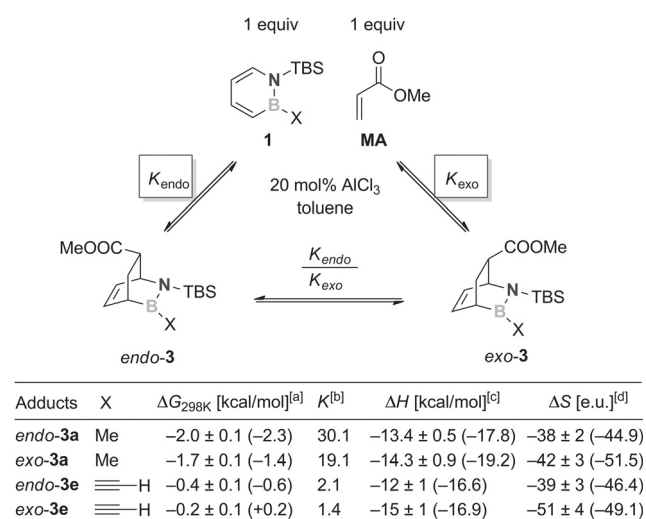 1 equiv 1 equiv
TBS
N
B
X
1
O
OMe
MA
K endo
20 mol% AlCl3
toluene
K exo
MeOOC
N
TBS
B
X
endo-3
K endo
K exo
COOMe
N
TBS
B
X
exo-3
Adducts X ΔG298K [kcal/mol][a] K[b] ΔH [kcal/mol][c] ΔS [e.u.][d]
endo-3a Me –2.0 ± 0.1 (–2.3) 30.1 –13.4 ± 0.5 (–17.8) –38 ± 2 (–44.9)
exo-3a Me –1.7 ± 0.1 (–1.4) 19.1 –14.3 ± 0.9 (–19.2) –42 ± 3 (–51.5)
endo-3e H –0.4 ± 0.1 (–0.6) 2.1 –12 ± 1 (–16.6) –39 ± 3 (–46.4)
exo-3e H –0.2 ± 0.1 (+0.2) 1.4 –15 ± 1 (–16.9) –51 ± 4 (–49.1)